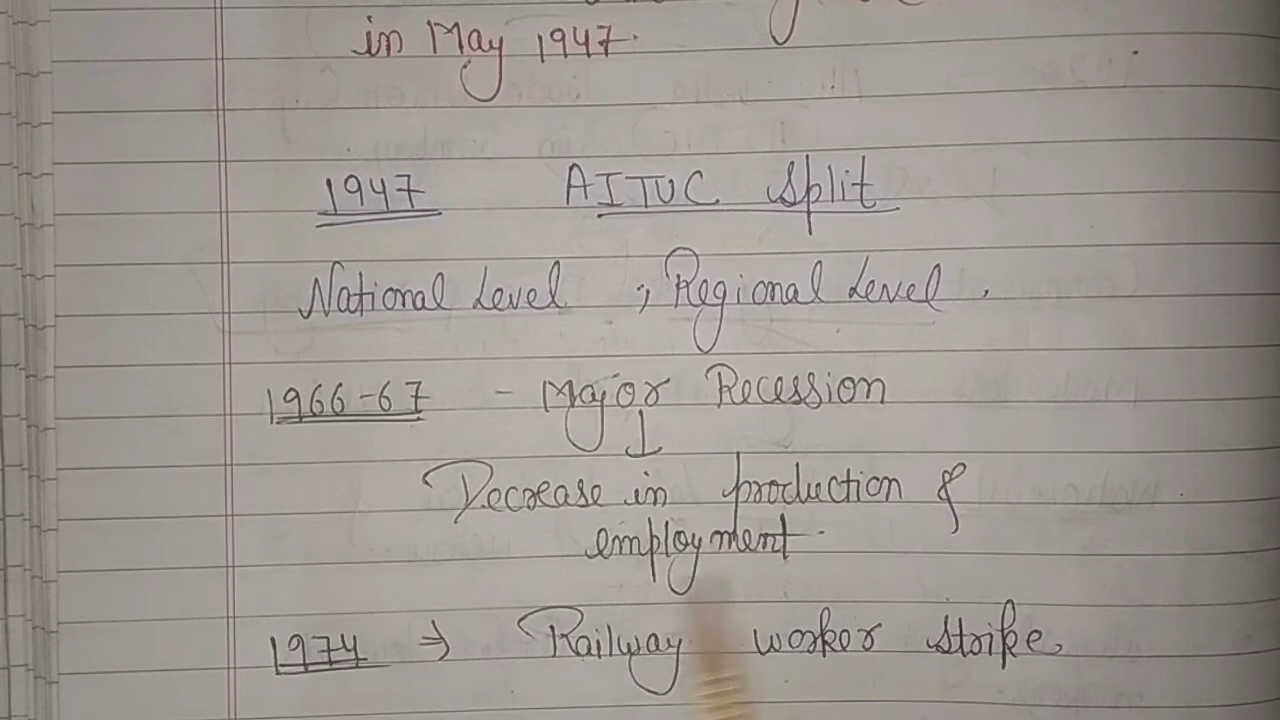 in May 1947.
1947 AITUC Split
National Level , Regional Level .
1966-67 - Major Recession
↓
Decrease in production &
employment.
1974 → Railway worker strike.